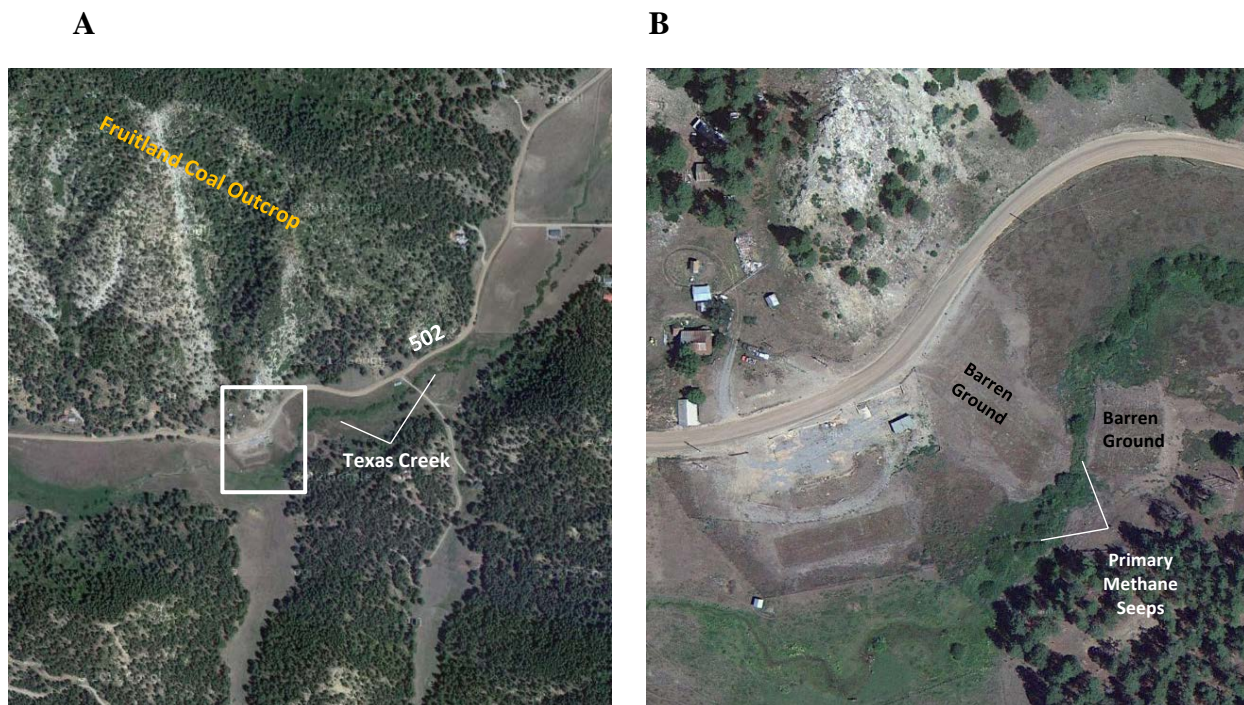 A
B
Fruitland Coal Outcrop
502
Texas Creek
Barren
Ground
Barren
Ground
Primary
Methane
Seeps